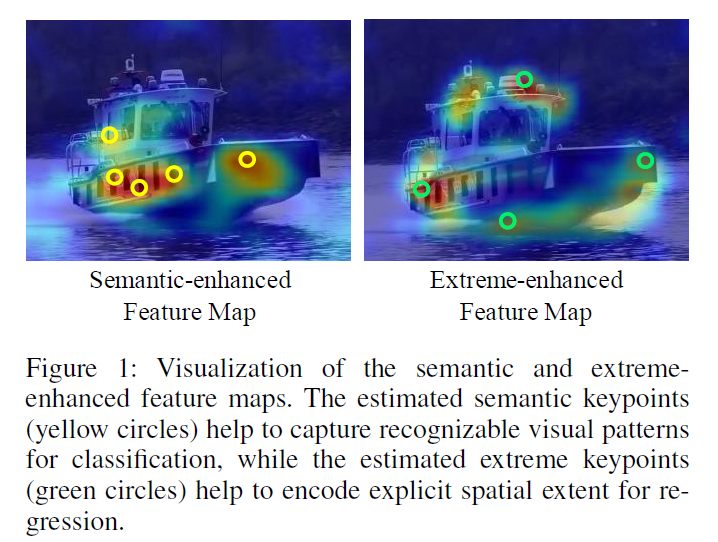 Semantic-enhanced
Feature Map
Extreme-enhanced
Feature Map
Figure 1: Visualization of the semantic and extreme-
enhanced feature maps. The estimated semantic keypoints
(yellow circles) help to capture recognizable visual patterns
for classification, while the estimated extreme keypoints
(green circles) help to encode explicit spatial extent for re-
gression.